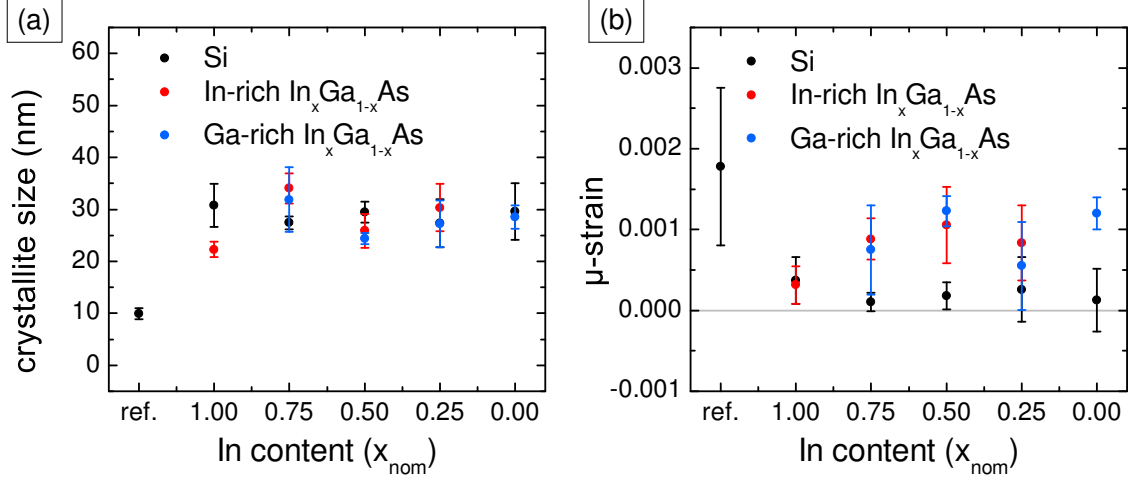 (a)
crystallite size (nm)
60
50
40
30
20
10
0
Si
In-rich InₓGa₁₋ₓAs
Ga-rich InₓGa₁₋ₓAs
ref. 1.00 0.75 0.50 0.25 0.00
In content (x_nom)
(b)
μ-strain
0.003
0.002
0.001
0.000
-0.001
Si
In-rich InₓGa₁₋ₓAs
Ga-rich InₓGa₁₋ₓAs
ref. 1.00 0.75 0.50 0.25 0.00
In content (x_nom)